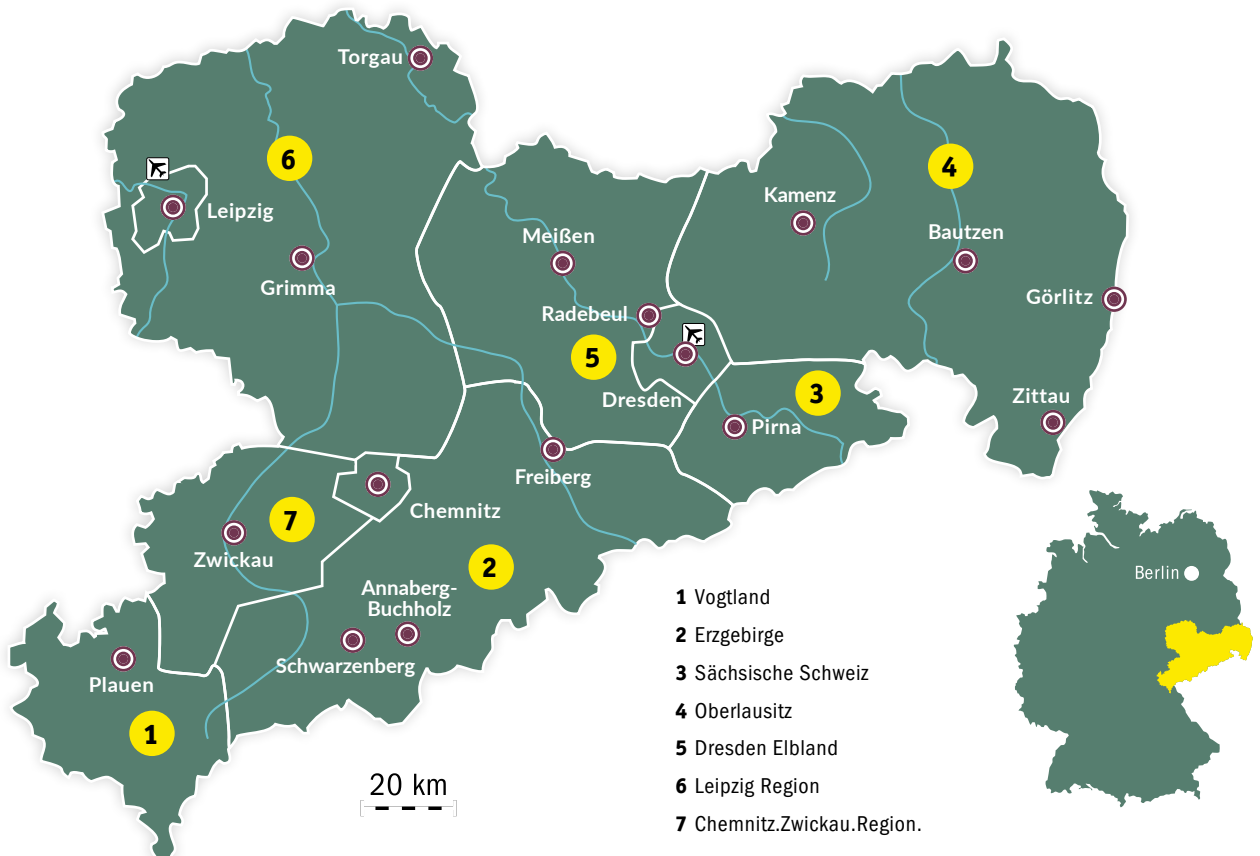 Torgau
6
4
Leipzig
Kamenz
Meißen
Bautzen
Grimma
Görlitz
Radebeul
5
3
Dresden
Zittau
Pirna
Freiberg
Chemnitz
7
Zwickau
2
Annaberg-
Buchholz
Schwarzenberg
Plauen
1
20 km
1 Vogtland
2 Erzgebirge
3 Sächsische Schweiz
4 Oberlausitz
5 Dresden Elbland
6 Leipzig Region
7 Chemnitz.Zwickau.Region.
Berlin